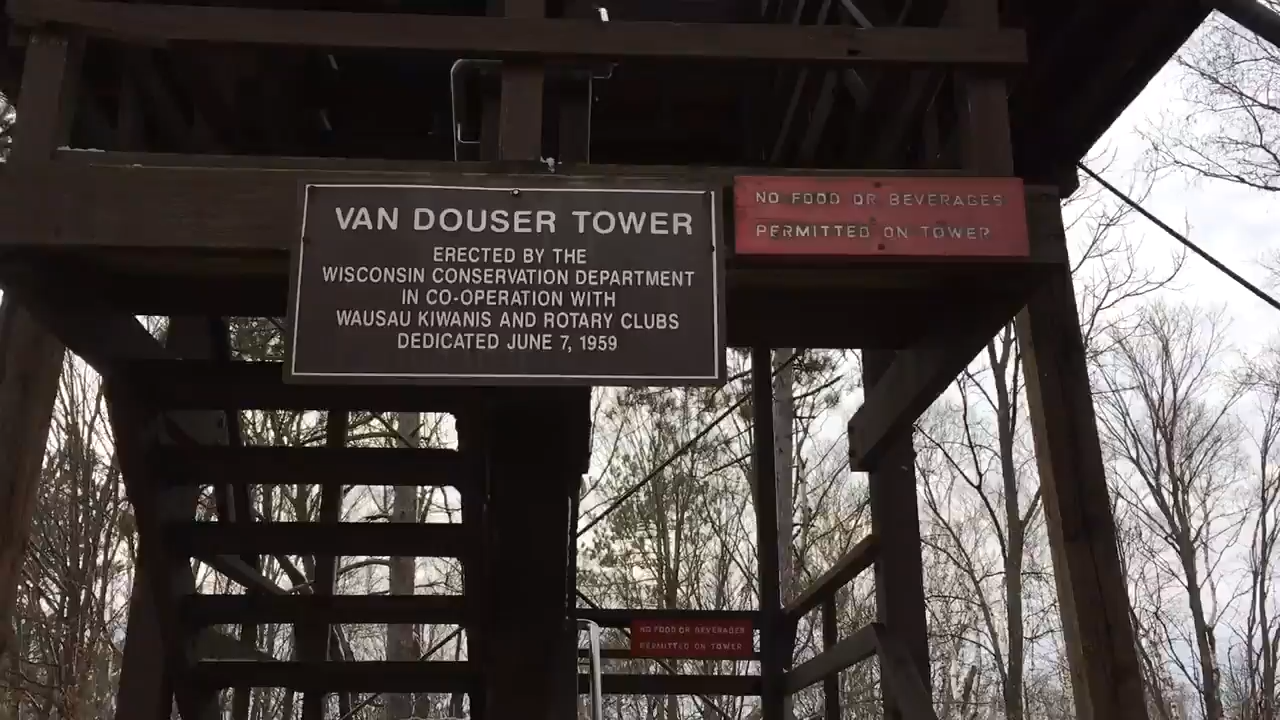 VAN DOUSER TOWER
ERECTED BY THE
WISCONSIN CONSERVATION DEPARTMENT
IN CO-OPERATION WITH
WAUSAU KIWANIS AND ROTARY CLUBS
DEDICATED JUNE 7, 1959
NO FOOD OR BEVERAGES
PERMITTED ON TOWER
NO FOOD OR BEVERAGES
PERMITTED ON TOWER